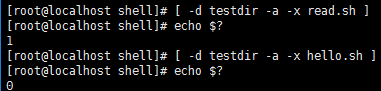 [root@localhost shell]# [ -d testdir -a -x read.sh ]
[root@localhost shell]# echo $?
1
[root@localhost shell]# [ -d testdir -a -x hello.sh ]
[root@localhost shell]# echo $?
0